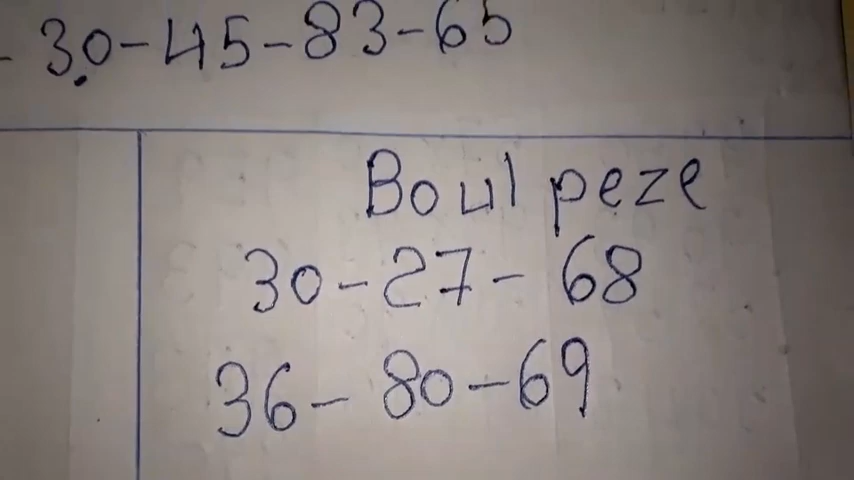 - 30 - 45 - 83 - 65
Boul peze
30 - 27 - 68
36 - 80 - 69